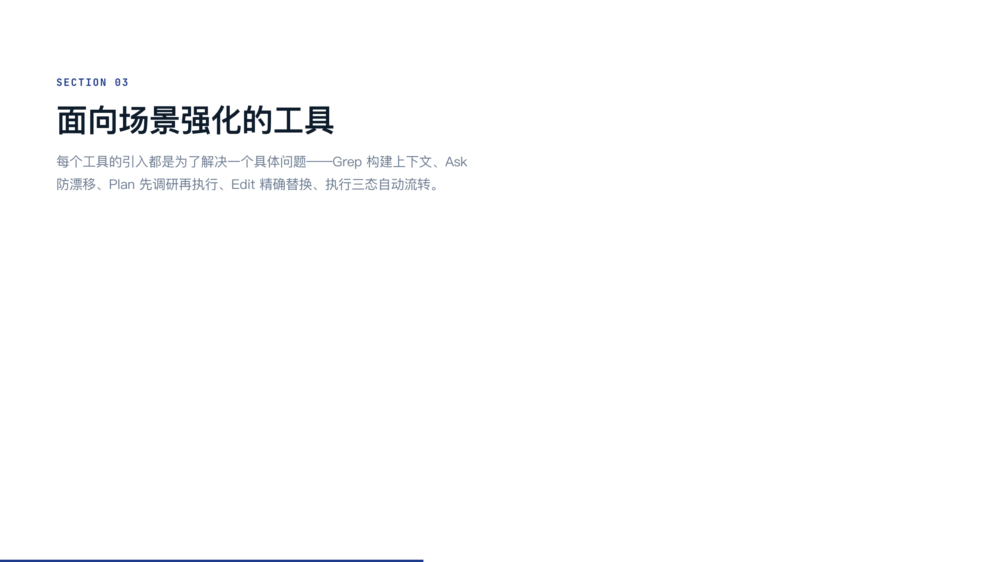 SECTION 03
面向场景强化的工具
每个工具的引入都是为了解决一个具体问题——Grep 构建上下文、Ask
防漂移、Plan 先调研再执行、Edit 精确替换、执行三态自动流转。